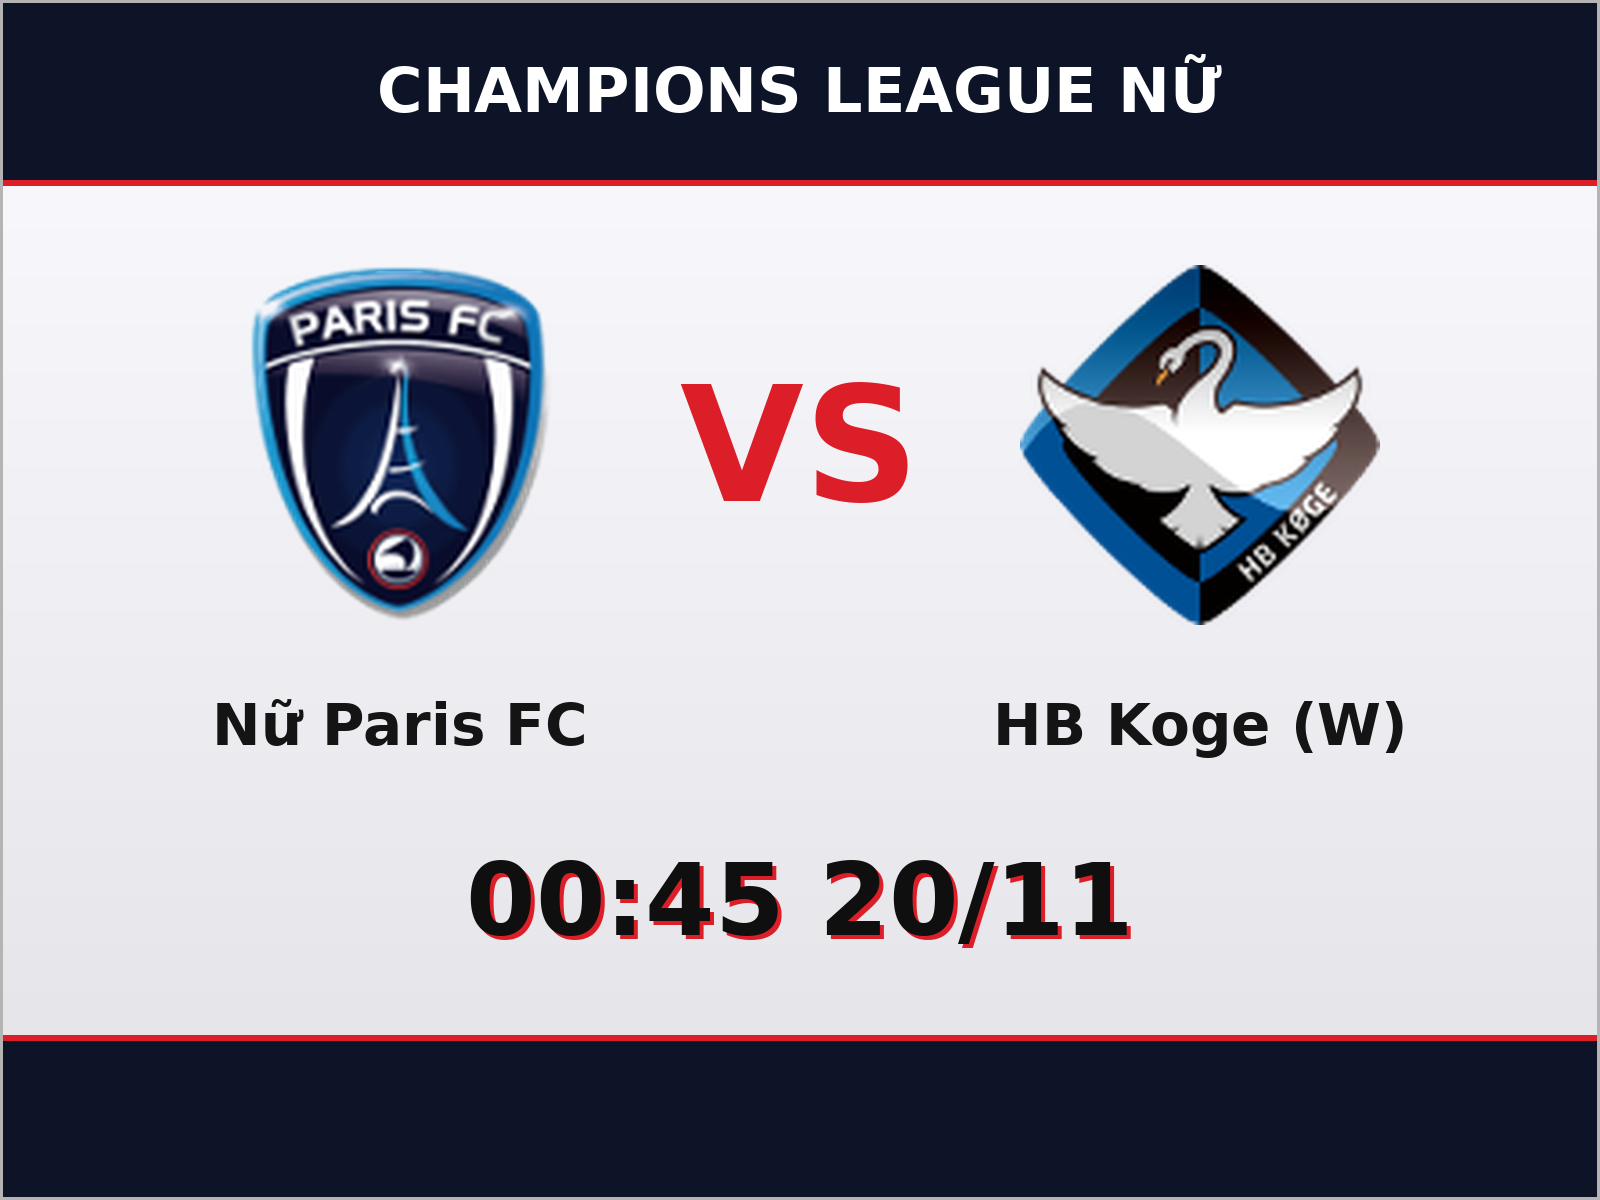 CHAMPIONS LEAGUE NỮ
PARIS FC
VS
HB KØGE
Nữ Paris FC
HB Koge (W)
00:45 20/11